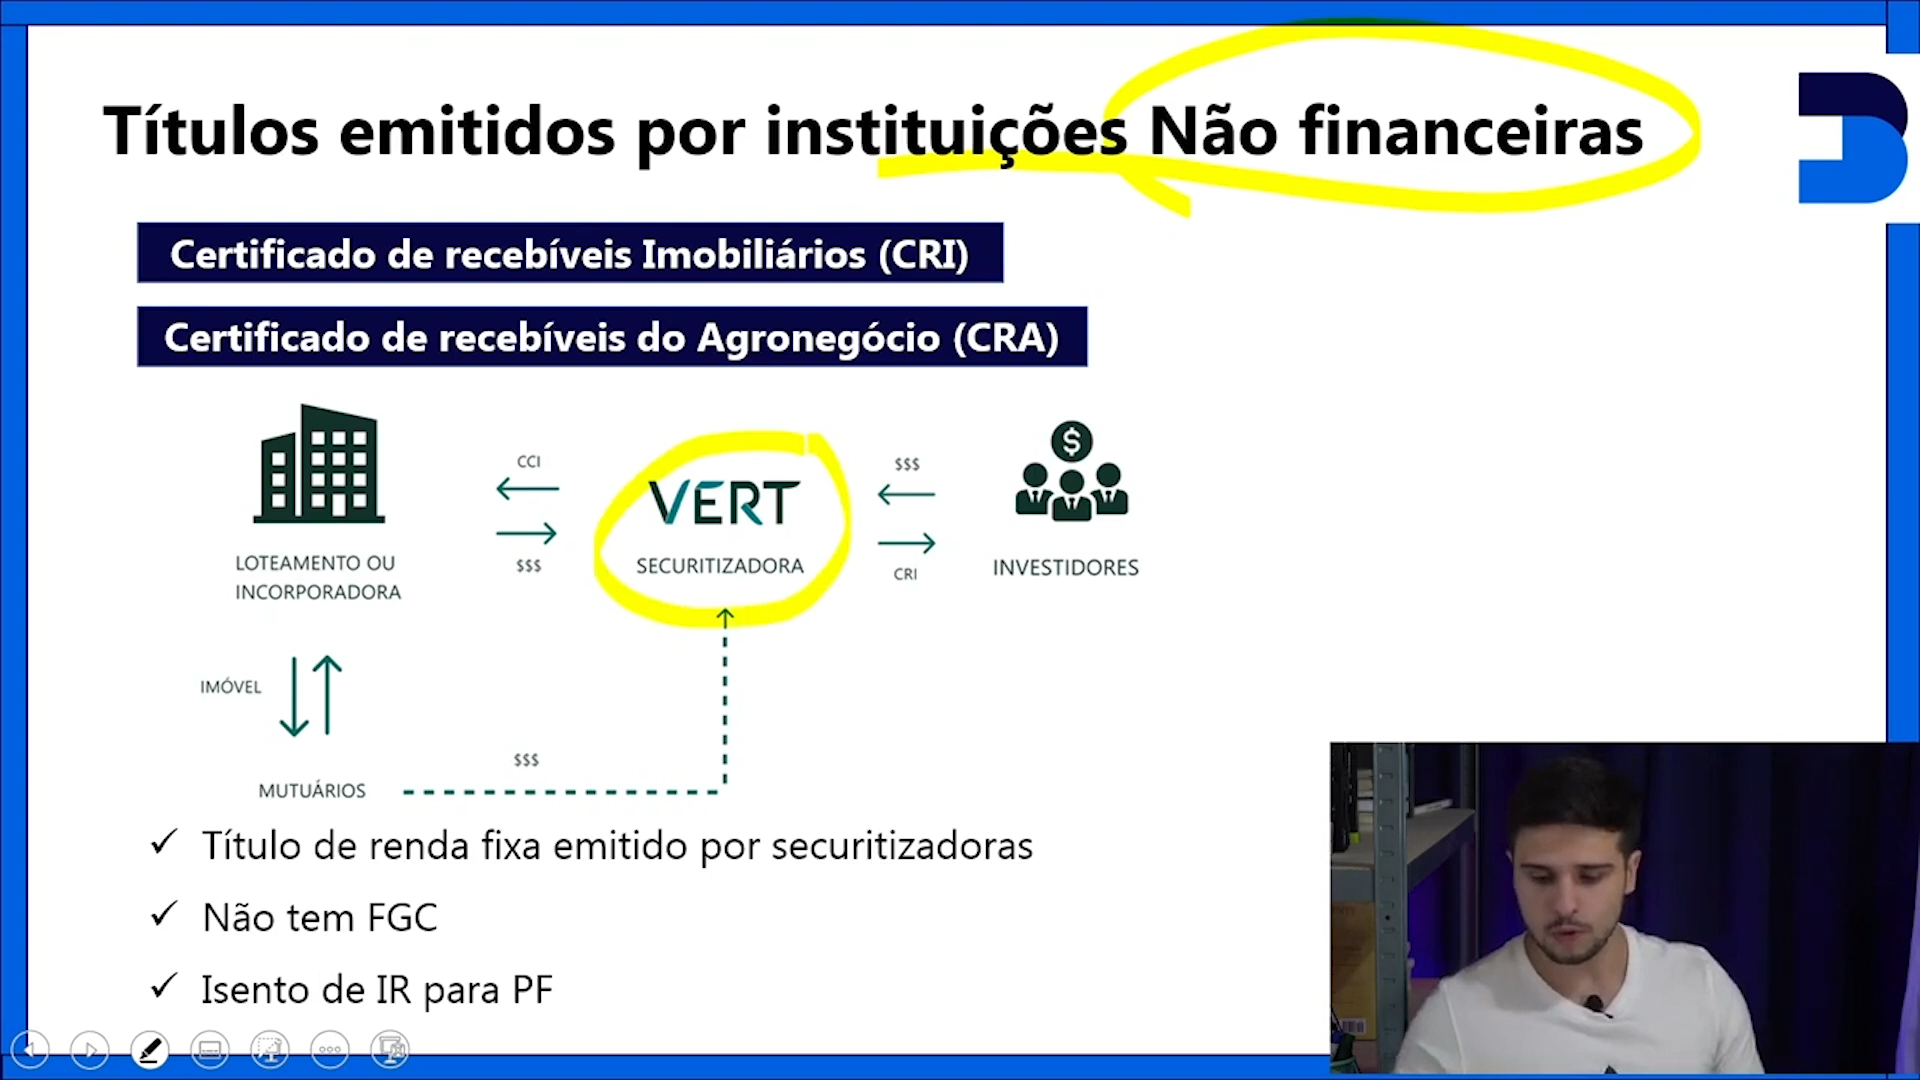 Títulos emitidos por instituições Não financeiras
Certificado de recebíveis Imobiliários (CRI)
Certificado de recebíveis do Agronegócio (CRA)
CCI
$$$
VERT
SECURITIZADORA
$$$
CRI
$
INVESTIDORES
LOTEAMENTO OU
INCORPORADORA
IMÓVEL
MUTUÁRIOS
$$$
✓ Título de renda fixa emitido por securitizadoras
✓ Não tem FGC
✓ Isento de IR para PF